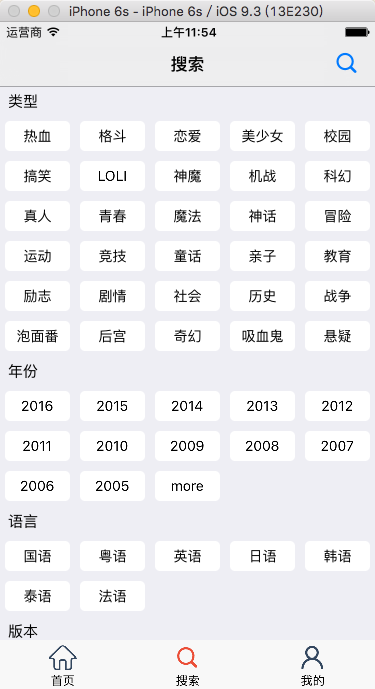 iPhone 6s - iPhone 6s / iOS 9.3 (13E230)
运营商 上午11:54
搜索
类型
热血 格斗 恋爱 美少女 校园
搞笑 LOLI 神魔 机战 科幻
真人 青春 魔法 神话 冒险
运动 竞技 童话 亲子 教育
励志 剧情 社会 历史 战争
泡面番 后宫 奇幻 吸血鬼 悬疑
年份
2016 2015 2014 2013 2012
2011 2010 2009 2008 2007
2006 2005 more
语言
国语 粤语 英语 日语 韩语
泰语 法语
版本
首页 搜索 我的